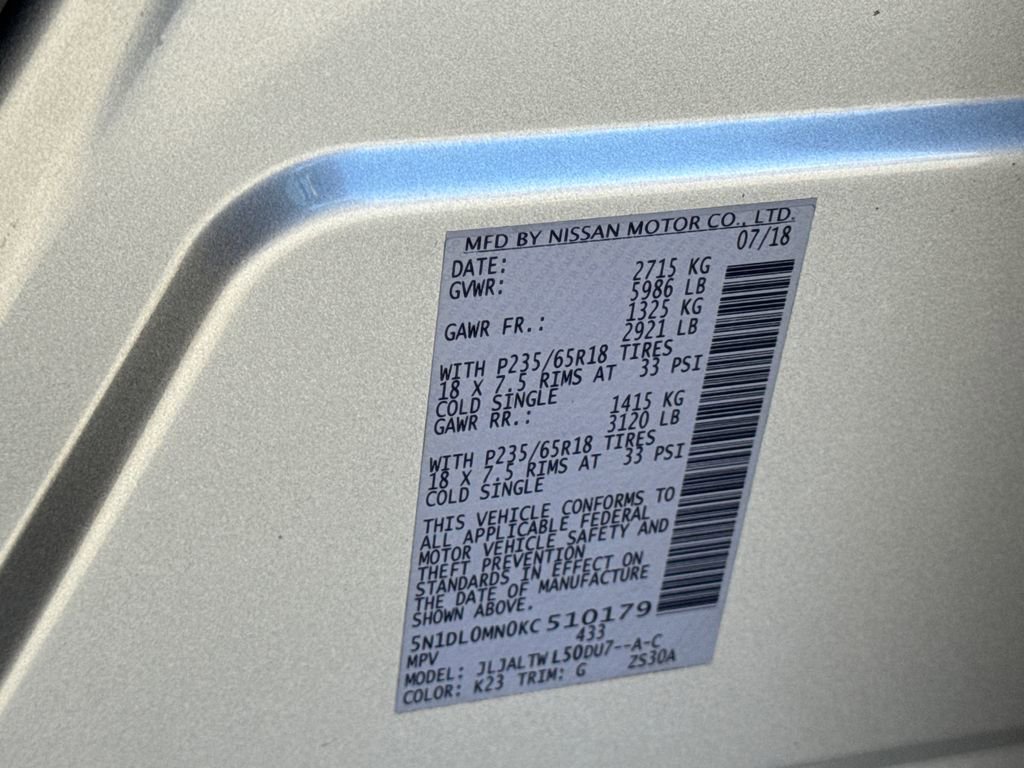 MFD BY NISSAN MOTOR CO., LTD.
DATE: 07/18
GVWR: 2715 KG
5986 LB
GAWR FR.: 1325 KG
2921 LB
WITH P235/65R18 TIRES
18 X 7.5 RIMS AT 33 PSI
COLD SINGLE
GAWR RR.: 1415 KG
3120 LB
WITH P235/65R18 TIRES
18 X 7.5 RIMS AT 33 PSI
COLD SINGLE
THIS VEHICLE CONFORMS TO
ALL APPLICABLE FEDERAL
MOTOR VEHICLE SAFETY AND
THEFT PREVENTION
STANDARDS IN EFFECT ON
THE DATE OF MANUFACTURE
SHOWN ABOVE.
5N1DL0MN0KC 510179
MPV 433
MODEL: JLJALTWL50DU7--A-C
COLOR: K23 TRIM: G ZS30A